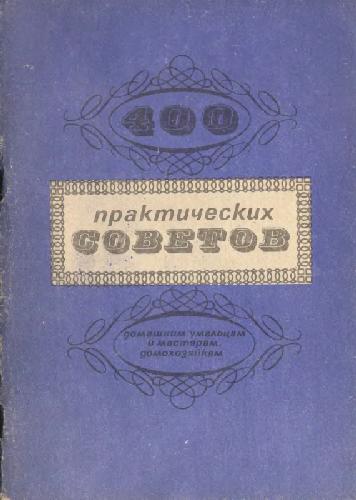 400
практических
СОВЕТОВ
домашним умельцам
и мастерам,
домохозяйкам